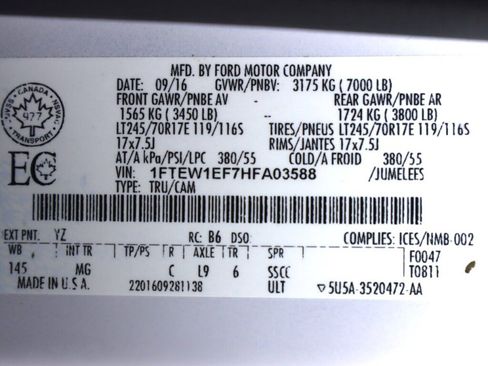 MFD. BY FORD MOTOR COMPANY
DATE: 09/16 GVWR/PNBV: 3175 KG ( 7000 LB)
FRONT GAWR/PNBE AV - - REAR GAWR/PNBE AR
1565 KG ( 3450 LB) -- 1724 KG ( 3800 LB)
LT245/70R17E 119/116S TIRES/PNEUS LT245/70R17E 119/116S
17x7.5J RIMS/JANTES 17x7.5J
AT/A kPa/PSI/LPC 380/55 COLD/A FROID 380/55
VIN: 1FTEW1EF7HFA03588 /JUMELEES
TYPE: TRU/CAM
CANADA
477
TRANSPORT
EC
EXT PNT: YZ RC: B6 DSO: COMPLIES: ICES/NMB-002
WB INT TR TP/PS R AXLE TR SPR F0047
145 MG C L9 6 SSCC T0811
MADE IN U.S.A. 2201609281138 ULT ▽5U5A-3520472-AA